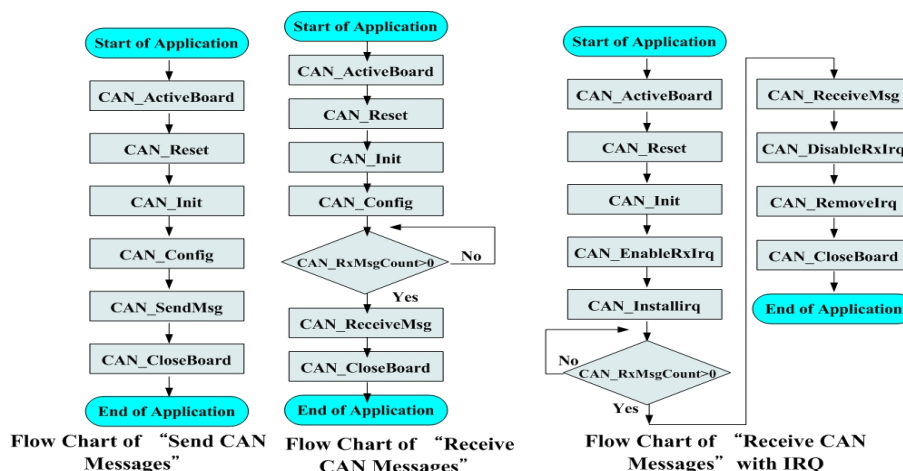 Start of Application
CAN_ActiveBoard
CAN_Reset
CAN_Init
CAN_Config
CAN_SendMsg
CAN_CloseBoard
End of Application
Flow Chart of “Send CAN
Messages”
Start of Application
CAN_ActiveBoard
CAN_Reset
CAN_Init
CAN_Config
CAN_RxMsgCount>0
No
Yes
CAN_ReceiveMsg
CAN_CloseBoard
End of Application
Flow Chart of “Receive
CAN Messages”
Start of Application
CAN_ActiveBoard
CAN_Reset
CAN_Init
CAN_EnableRxIrq
CAN_Installirq
No
CAN_RxMsgCount>0
Yes
CAN_ReceiveMsg
CAN_DisableRxIrq
CAN_RemoveIrq
CAN_CloseBoard
End of Application
Flow Chart of “Receive CAN
Messages” with IRQ